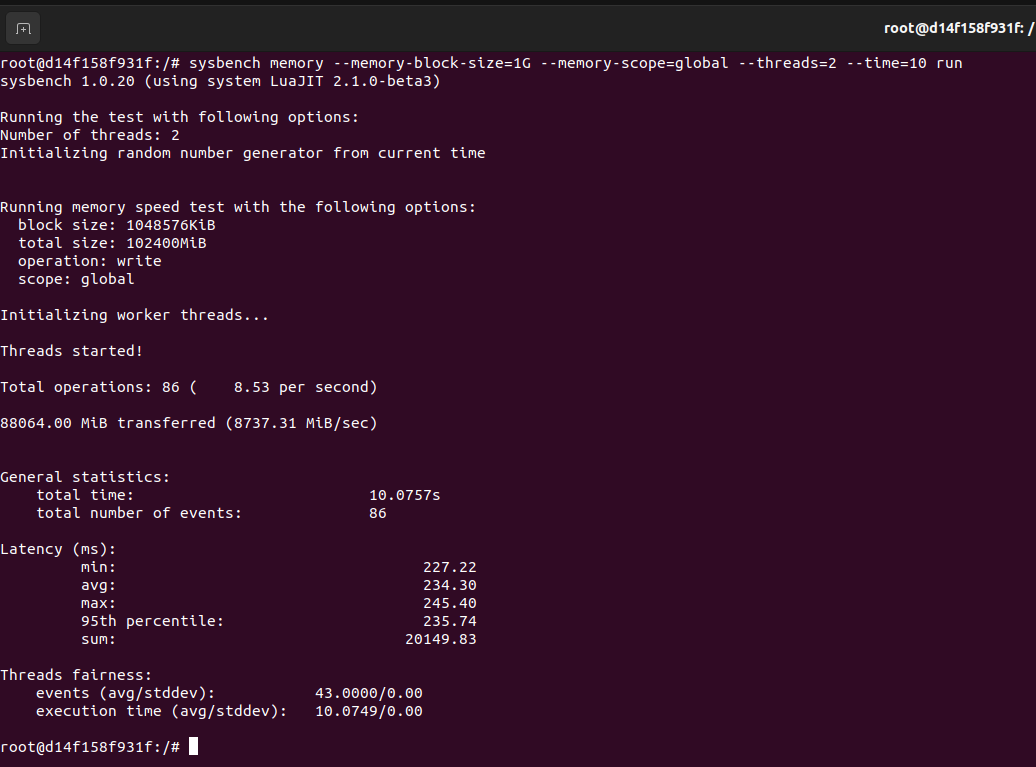 root@d14f158f931f: /
root@d14f158f931f:/# sysbench memory --memory-block-size=1G --memory-scope=global --threads=2 --time=10 run
sysbench 1.0.20 (using system LuaJIT 2.1.0-beta3)
Running the test with following options:
Number of threads: 2
Initializing random number generator from current time
Running memory speed test with the following options:
block size: 1048576KiB
total size: 102400MiB
operation: write
scope: global
Initializing worker threads...
Threads started!
Total operations: 86 (    8.53 per second)
88064.00 MiB transferred (8737.31 MiB/sec)
General statistics:
total time: 10.0757s
total number of events: 86
Latency (ms):
min: 227.22
avg: 234.30
max: 245.40
95th percentile: 235.74
sum: 20149.83
Threads fairness:
events (avg/stddev): 43.0000/0.00
execution time (avg/stddev): 10.0749/0.00
root@d14f158f931f:/#